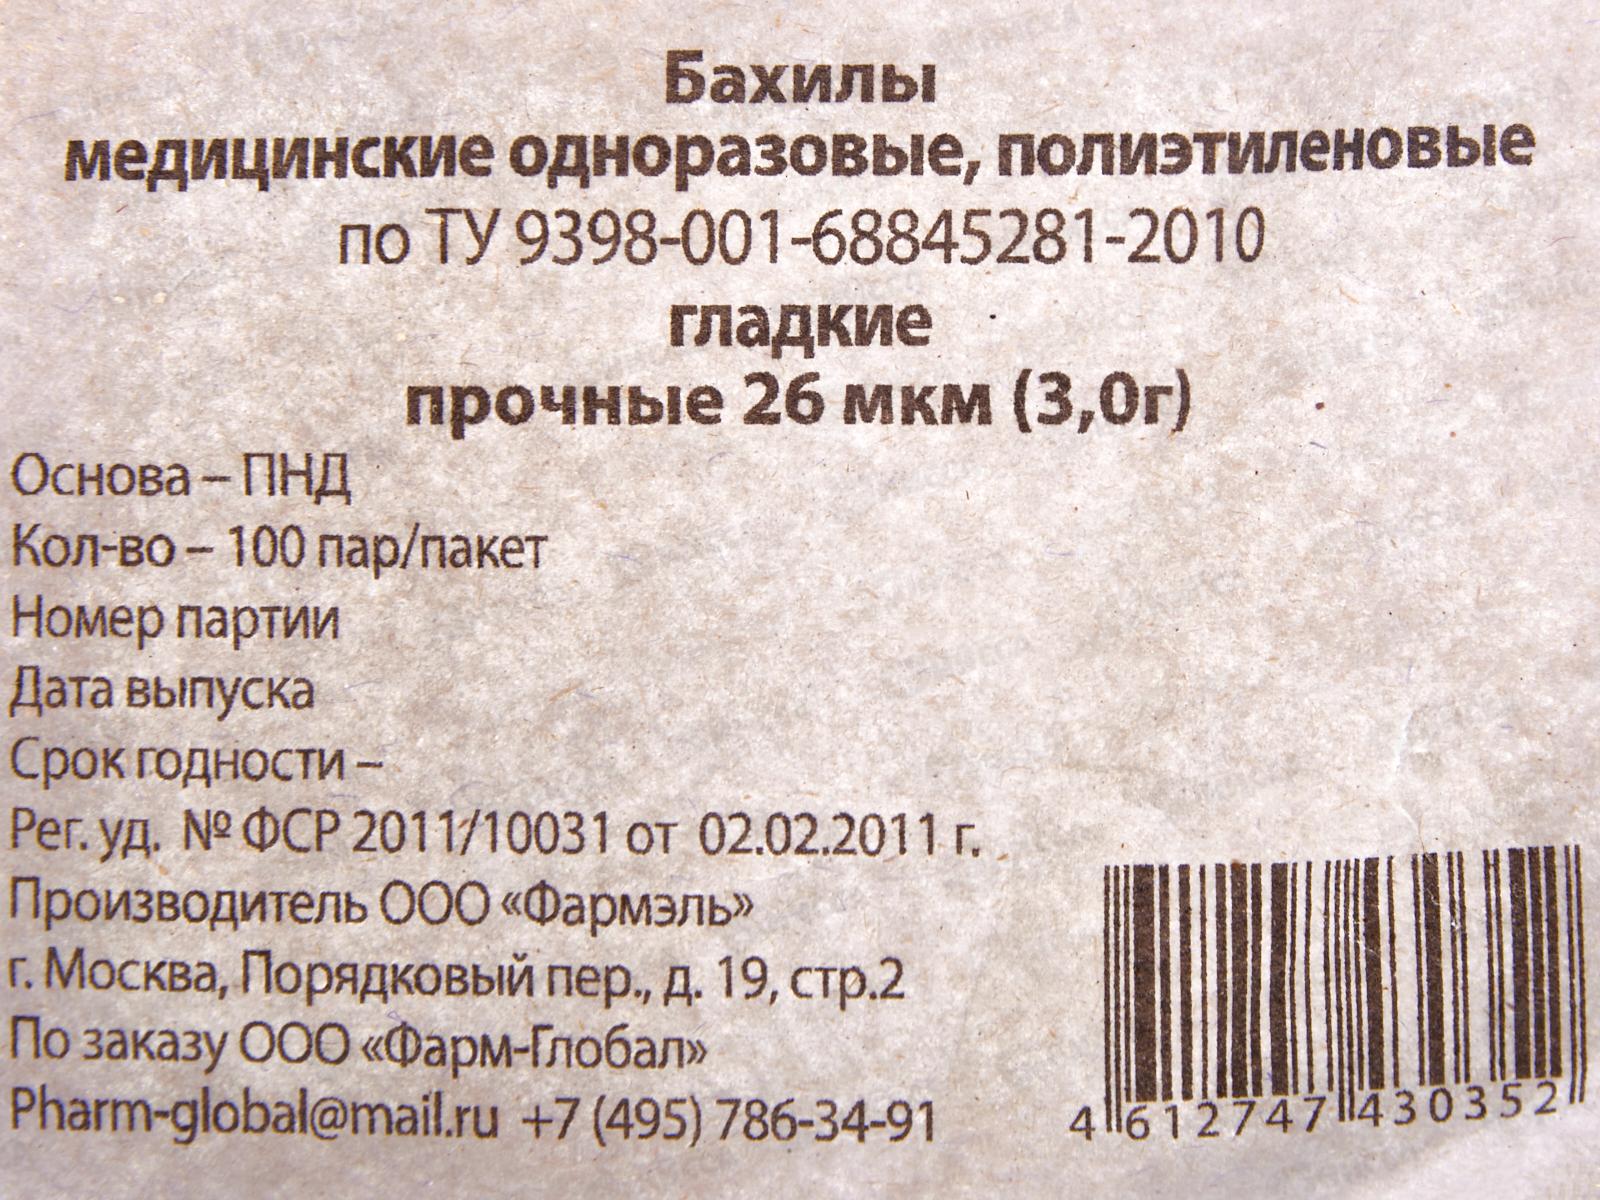 Бахилы
медицинские одноразовые, полиэтиленовые
по ТУ 9398-001-68845281-2010
гладкие
прочные 26 мкм (3,0г)
Основа – ПНД
Кол-во – 100 пар/пакет
Номер партии
Дата выпуска
Срок годности –
Рег. уд. № ФСР 2011/10031 от 02.02.2011 г.
Производитель ООО «Фармэль»
г. Москва, Порядковый пер., д. 19, стр.2
По заказу ООО «Фарм-Глобал»
Pharm-global@mail.ru +7 (495) 786-34-91
4 612747 430352